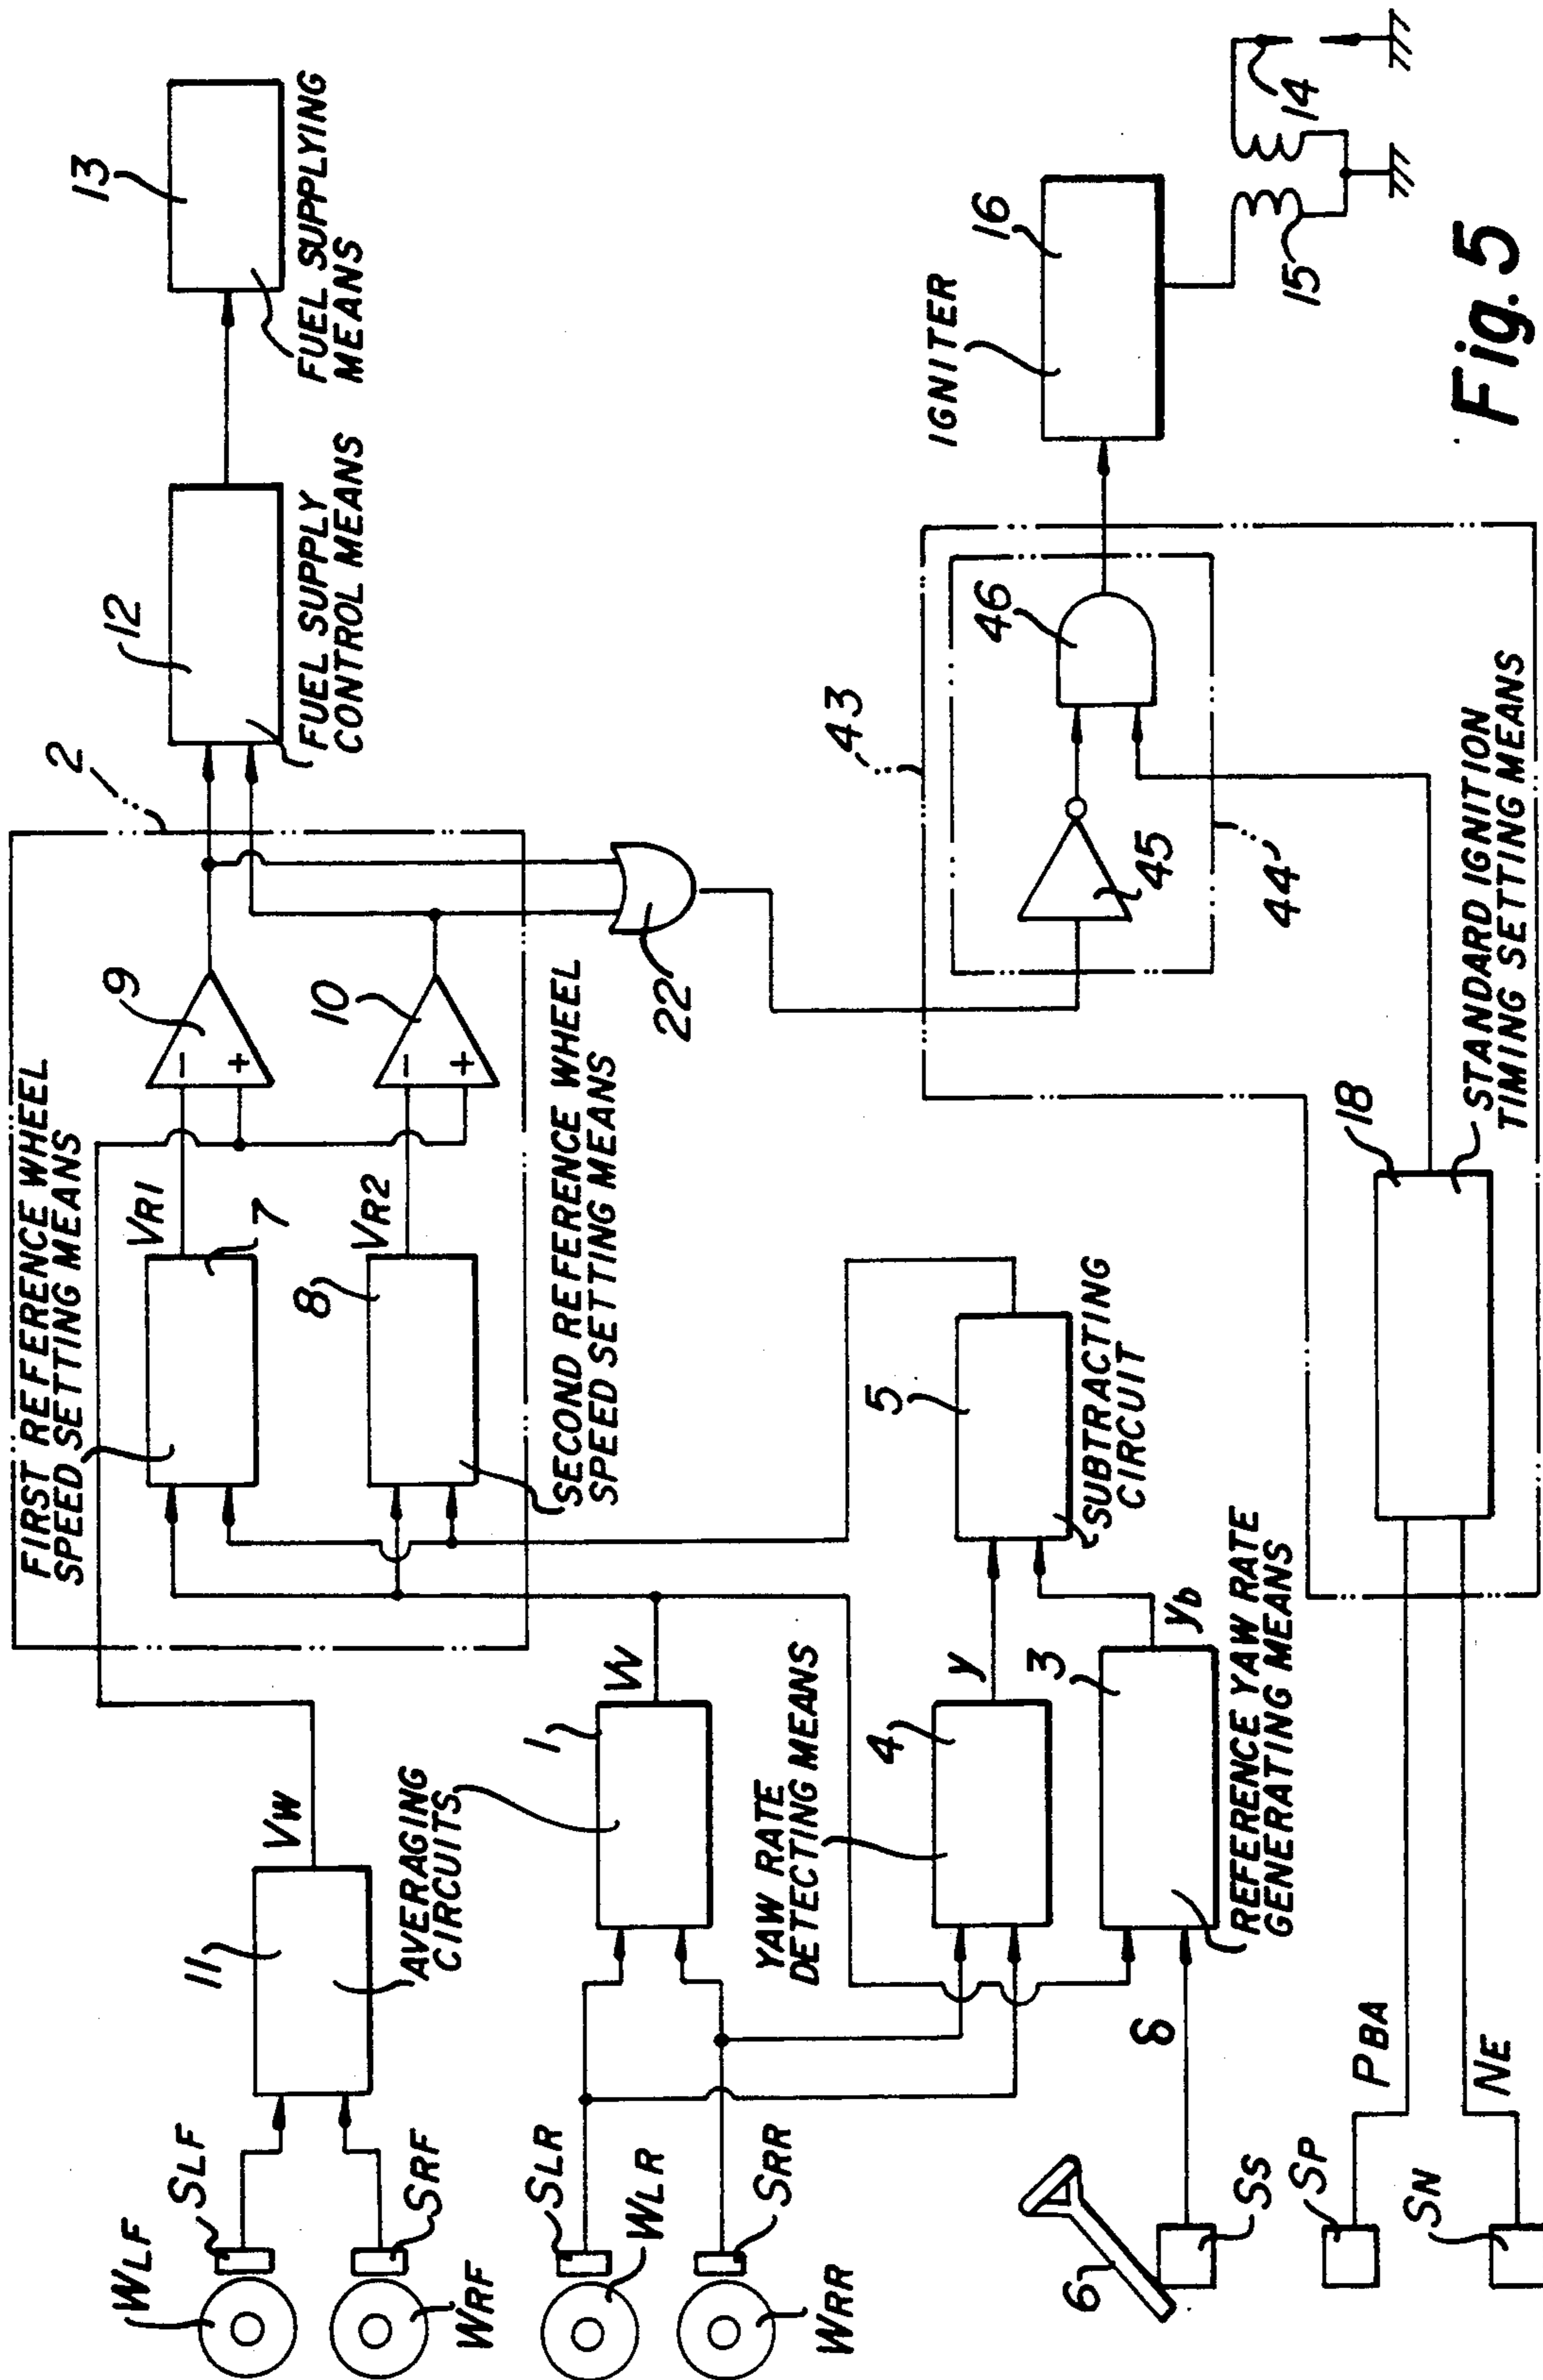 FIRST REFERENCE WHEEL
SPEED SETTING MEANS
2
12
13
FUEL SUPPLY
CONTROL MEANS
FUEL SUPPLYING
MEANS
VR1
7
9
-
+
8
VR2
10
-
+
SECOND REFERENCE WHEEL
SPEED SETTING MEANS
22
WLF
SLF
WRF
SRF
11
VW
AVERAGING
CIRCUITS
SLR
WLR
SRR
WRR
1
VV
YAW RATE
DETECTING MEANS
4
y
5
SUBTRACTING
CIRCUIT
3
yb
REFERENCE YAW RATE
GENERATING MEANS
6
δ
SS
43
44
45
46
IGNITER
16
14
15
SP
PBA
SN
NE
18
STANDARD IGNITION
TIMING SETTING MEANS
Fig. 5